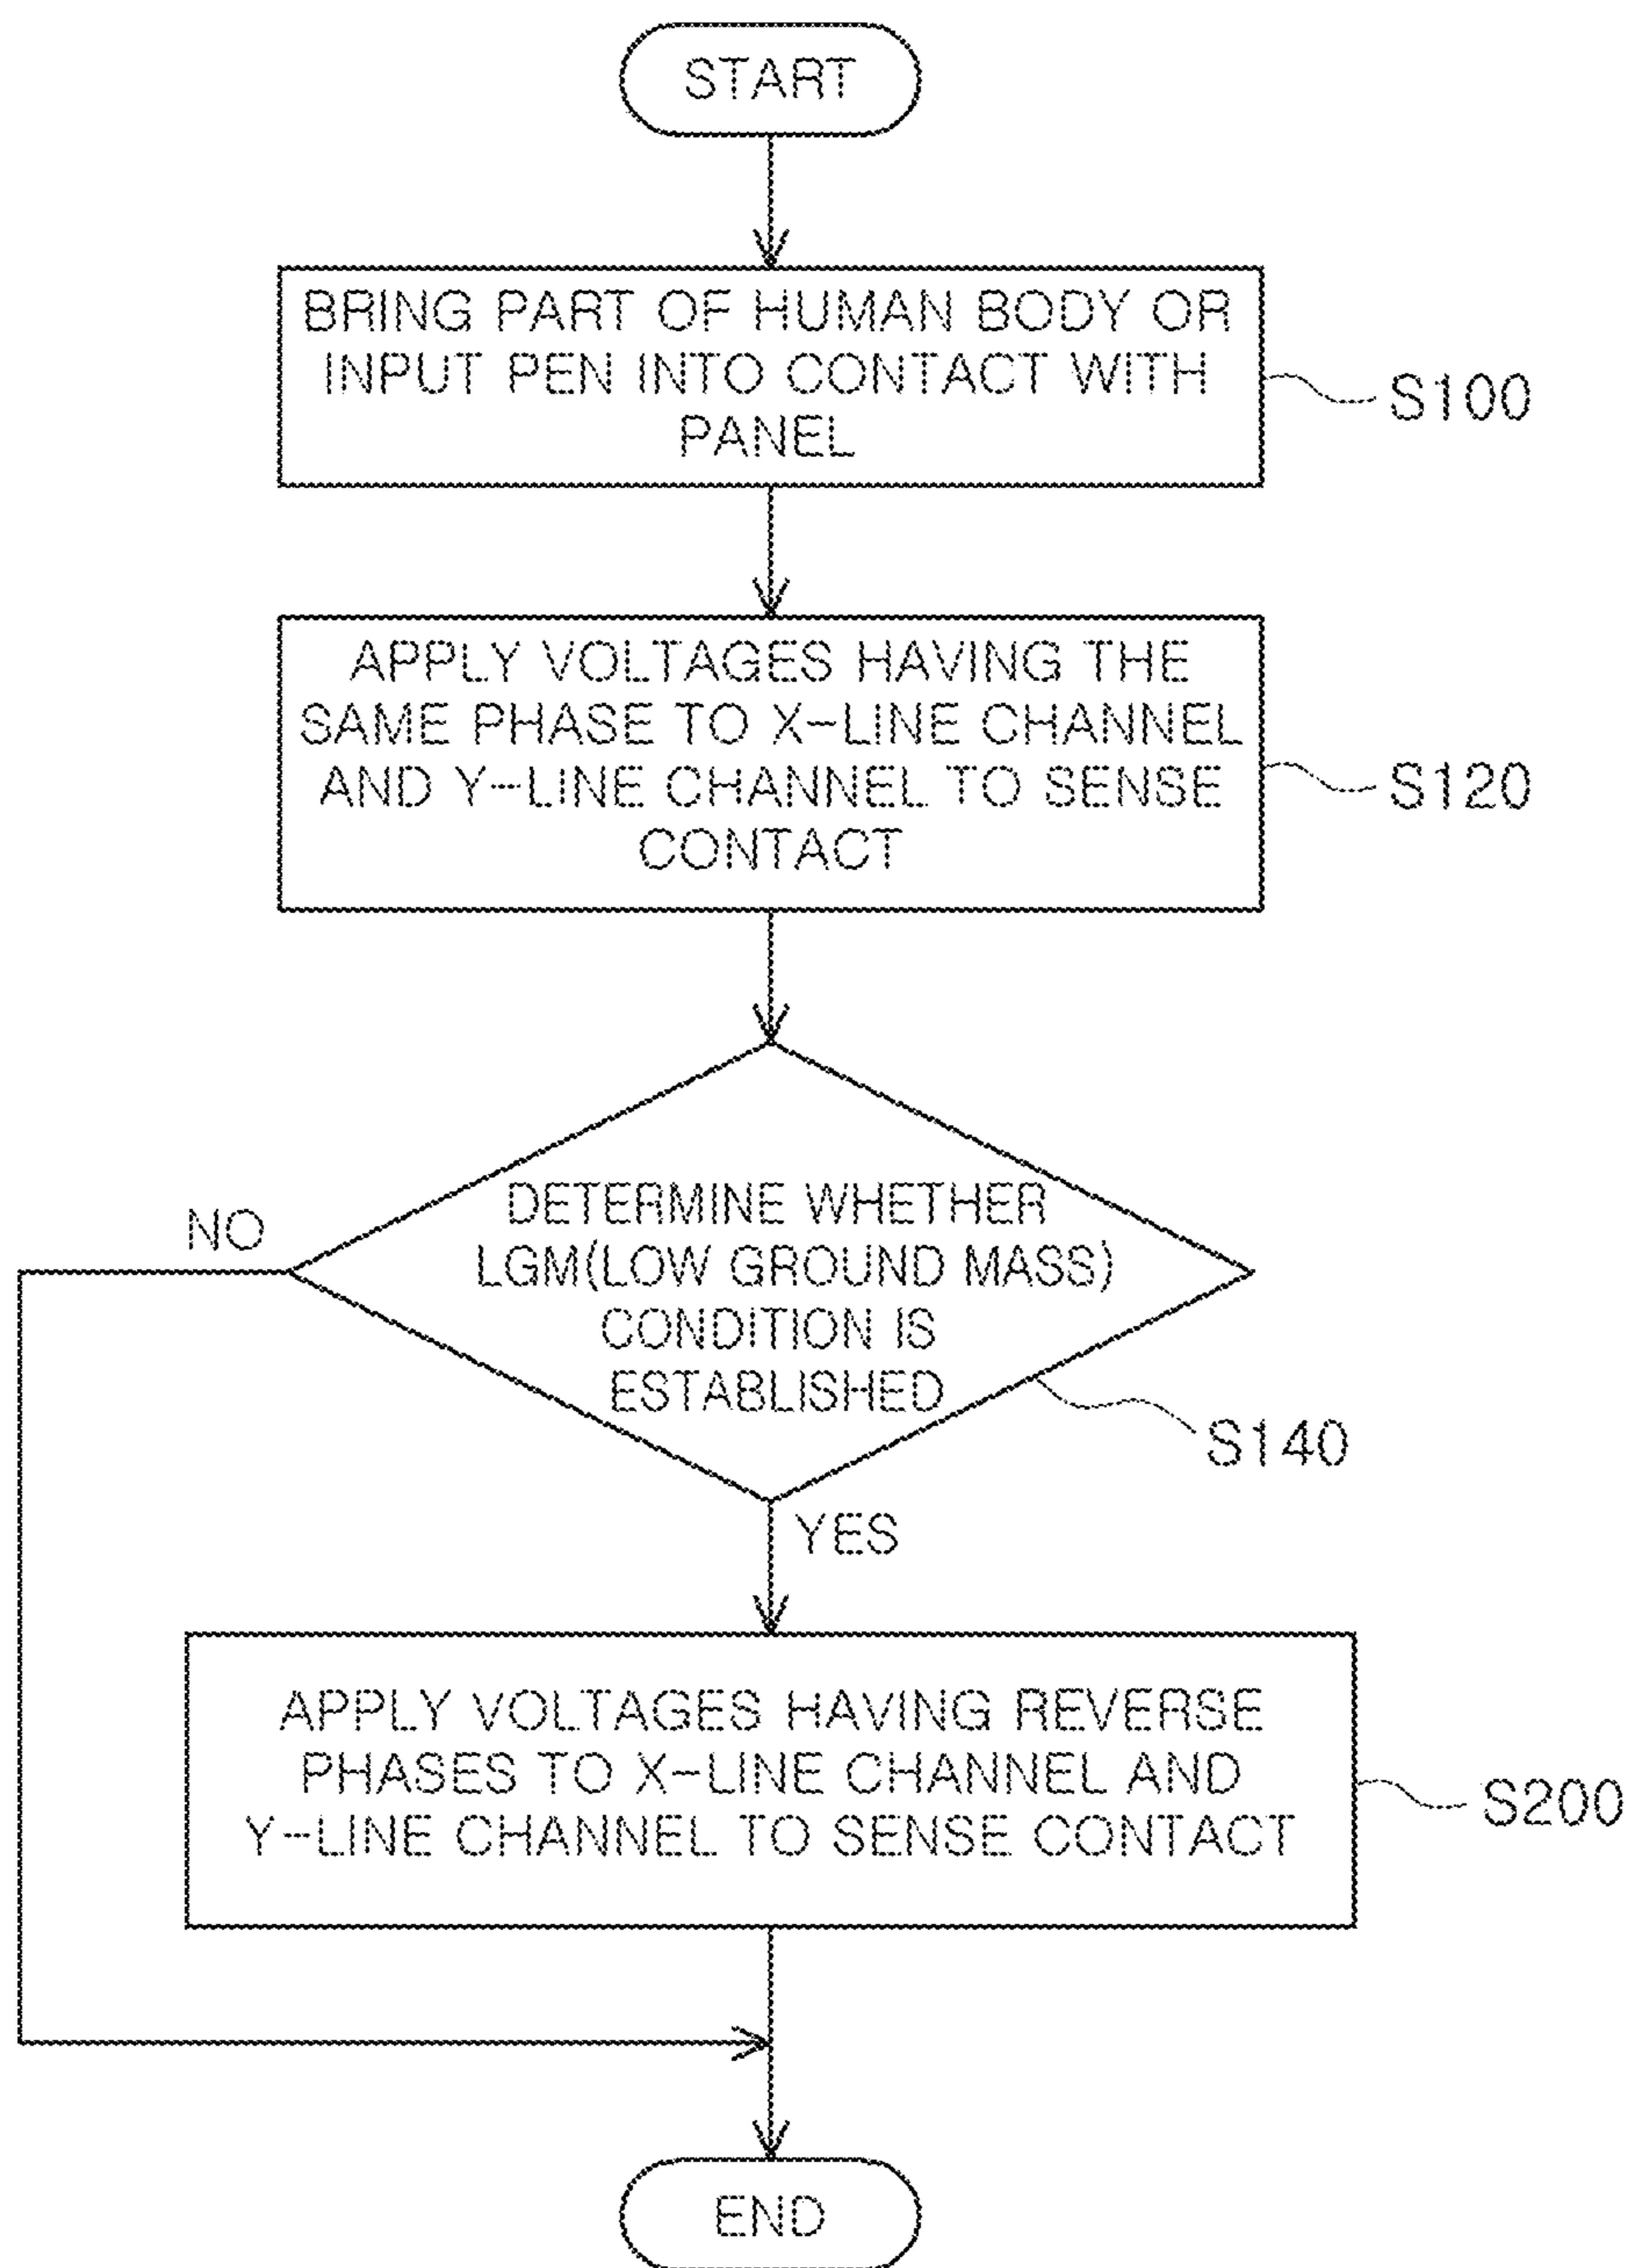 START
BRING PART OF HUMAN BODY OR
INPUT PEN INTO CONTACT WITH
PANEL
S100
APPLY VOLTAGES HAVING THE
SAME PHASE TO X-LINE CHANNEL
AND Y-LINE CHANNEL TO SENSE
CONTACT
S120
NO
DETERMINE WHETHER
LGM(LOW GROUND MASS)
CONDITION IS
ESTABLISHED
S140
YES
APPLY VOLTAGES HAVING REVERSE
PHASES TO X-LINE CHANNEL AND
Y-LINE CHANNEL TO SENSE CONTACT
S200
END